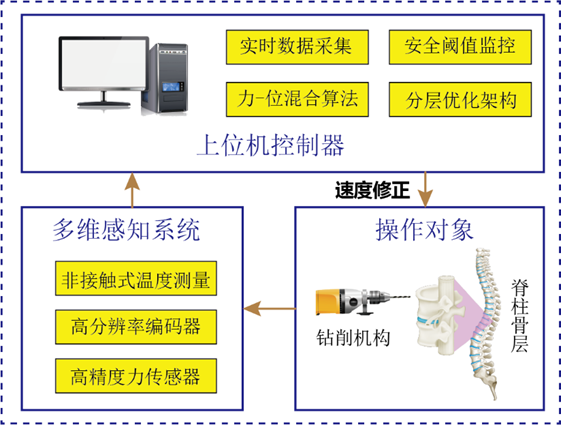 实时数据采集
安全阈值监控
力-位混合算法
分层优化架构
上位机控制器
速度修正
多维感知系统
非接触式温度测量
高分辨率编码器
高精度力传感器
操作对象
钻削机构
脊柱骨层